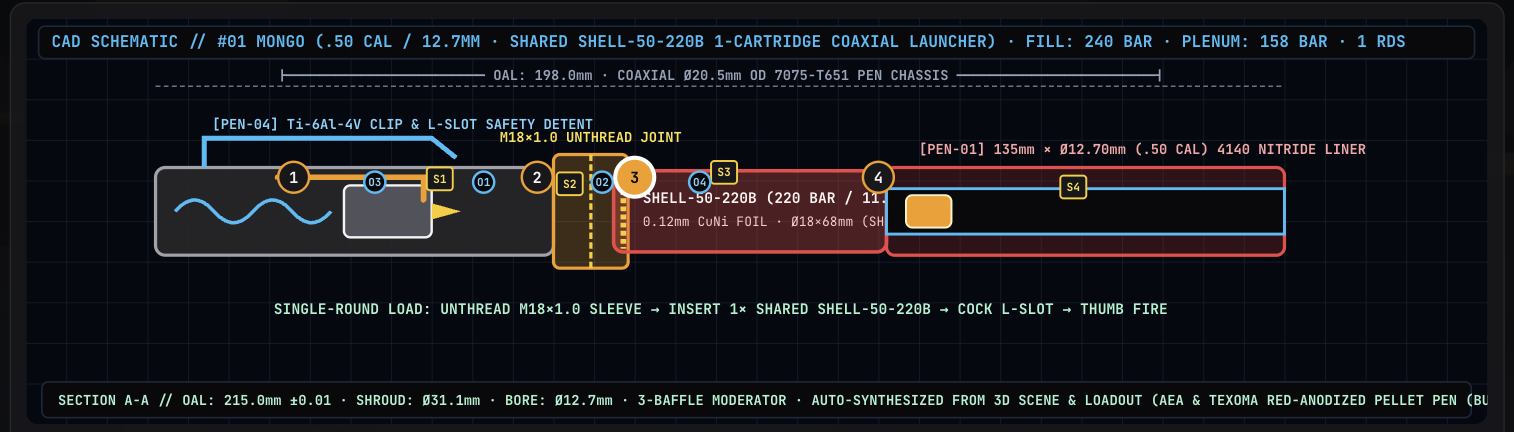 CAD SCHEMATIC // #01 MONGO (.50 CAL / 12.7MM · SHARED SHELL-50-220B 1-CARTRIDGE COAXIAL LAUNCHER) · FILL: 240 BAR · PLENUM: 158 BAR · 1 RDS
OAL: 198.0mm · COAXIAL Ø20.5mm OD 7075-T651 PEN CHASSIS
[PEN-04] Ti-6Al-4V CLIP & L-SLOT SAFETY DETENT
M18×1.0 UNTHREAD JOINT
[PEN-01] 135mm × Ø12.70mm (.50 CAL) 4140 NITRIDE LINER
1
O3
S1
O1
2
S2
O2
3
O4
S3
4
S4
SHELL-50-220B (220 BAR / 11.
0.12mm CuNi FOIL · Ø18×68mm (SH
SINGLE-ROUND LOAD: UNTHREAD M18×1.0 SLEEVE → INSERT 1× SHARED SHELL-50-220B → COCK L-SLOT → THUMB FIRE
SECTION A-A // OAL: 215.0mm ±0.01 · SHROUD: Ø31.1mm · BORE: Ø12.7mm · 3-BAFFLE MODERATOR · AUTO-SYNTHESIZED FROM 3D SCENE & LOADOUT (AEA & TEXOMA RED-ANODIZED PELLET PEN (BU